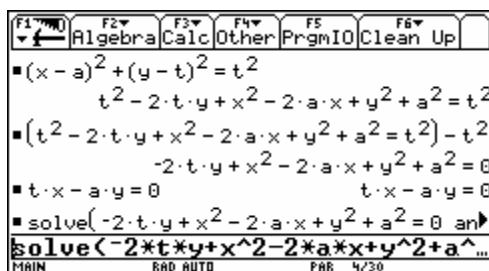 F1 F2 F3 F4 F5 F6
Algebra Calc Other PrgmIO Clean Up
▪(x - a)² + (y - t)² = t²
t² - 2·t·y + x² - 2·a·x + y² + a² = t²
▪(t² - 2·t·y + x² - 2·a·x + y² + a² = t²) - t²
-2·t·y + x² - 2·a·x + y² + a² = 0
▪t·x - a·y = 0 t·x - a·y = 0
▪solve(-2·t·y + x² - 2·a·x + y² + a² = 0 an▶
solve(-2*t*y+x^2-2*a*x+y^2+a^…
MAIN RAD AUTO PAR 4/30